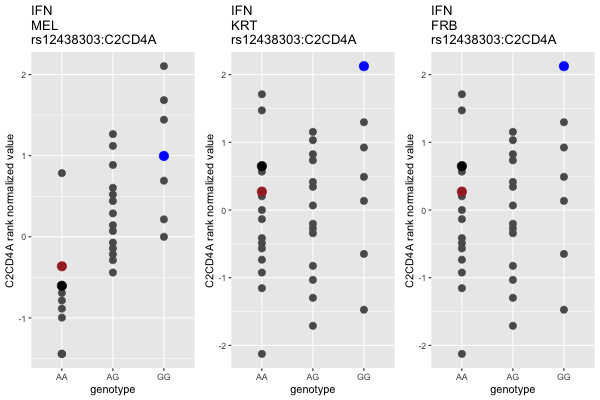 IFN
MEL
rs12438303:C2CD4A
C2CD4A rank normalized value
2
1
0
-1
AA
AG
GG
genotype
IFN
KRT
rs12438303:C2CD4A
C2CD4A rank normalized value
2
1
0
-1
-2
AA
AG
GG
genotype
IFN
FRB
rs12438303:C2CD4A
C2CD4A rank normalized value
2
1
0
-1
-2
AA
AG
GG
genotype